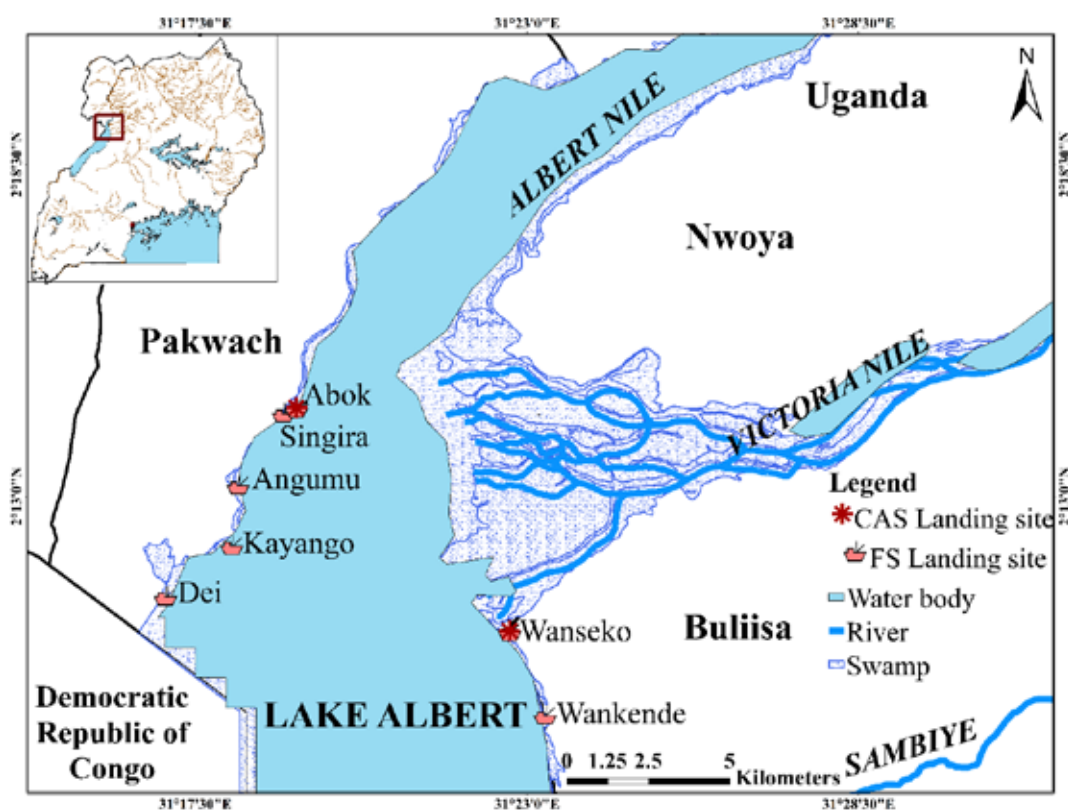 31°17'30"E
31°23'0"E
31°28'30"E
N
Uganda
ALBERT NILE
2°18'30"N
2°18'30"N
Nwoya
Pakwach
VICTORIA NILE
Abok
Singira
Angumu
2°13'0"N
2°13'0"N
Legend
CAS Landing site
FS Landing site
Water body
River
Swamp
Kayango
Dei
Wanseko
Buliisa
Democratic
Republic of
Congo
LAKE ALBERT
Wankende
SAMBIYE
0 1.25 2.5 5
Kilometers
31°17'30"E
31°23'0"E
31°28'30"E